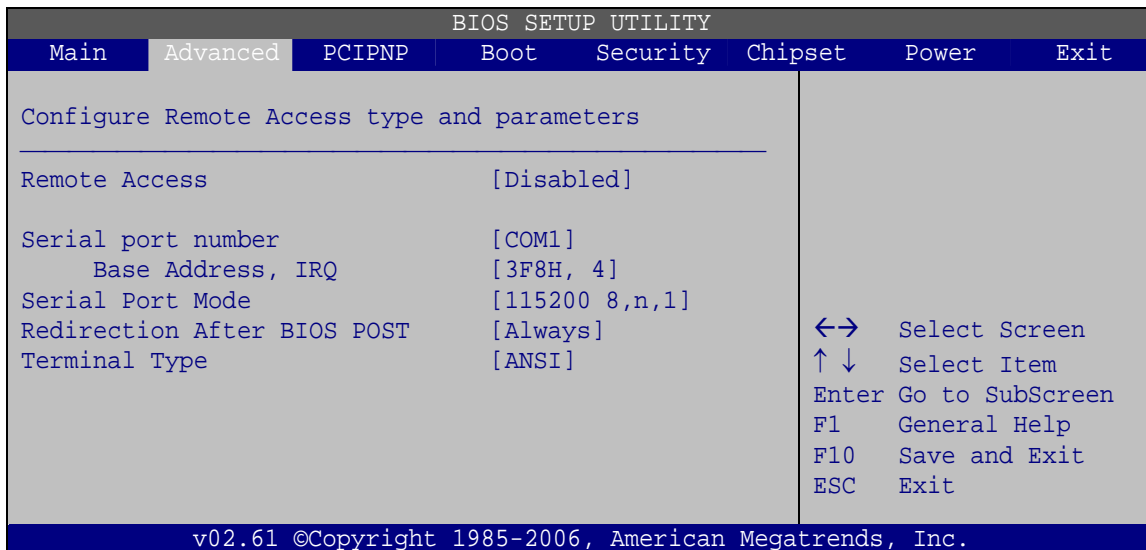 BIOS SETUP UTILITY
Main Advanced PCIPNP Boot Security Chipset Power Exit
Configure Remote Access type and parameters
Remote Access [Disabled]
Serial port number [COM1]
Base Address, IRQ [3F8H, 4]
Serial Port Mode [115200 8,n,1]
Redirection After BIOS POST [Always]
Terminal Type [ANSI]
←→ Select Screen
↑ ↓ Select Item
Enter Go to SubScreen
F1 General Help
F10 Save and Exit
ESC Exit
v02.61 ©Copyright 1985-2006, American Megatrends, Inc.